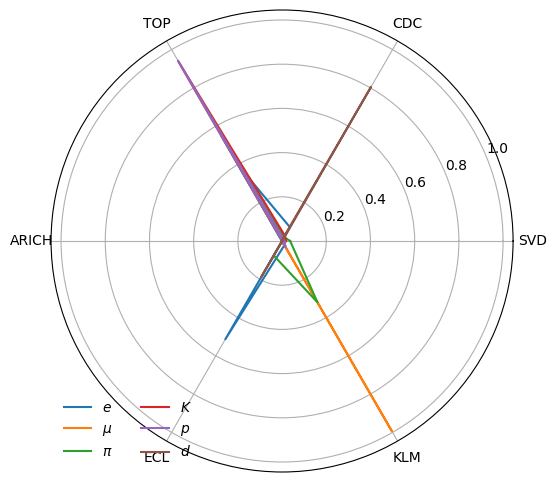 TOP CDC
1.0
0.8
0.6
0.4
0.2
ARICH SVD
e K
μ p
π d
ECL KLM